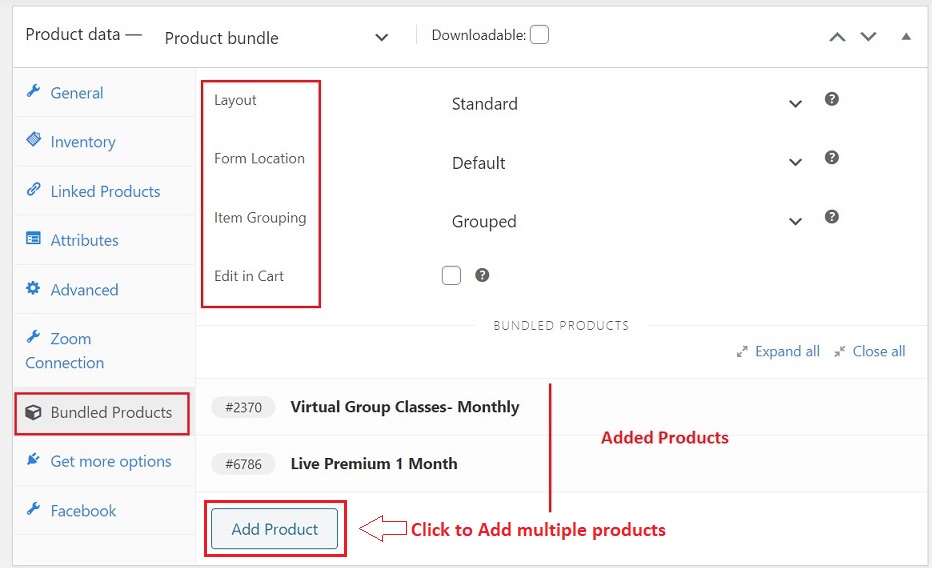 Product data —
Product bundle
Downloadable:
General
Inventory
Linked Products
Attributes
Advanced
Zoom
Connection
Bundled Products
Get more options
Facebook
Layout
Standard
Form Location
Default
Item Grouping
Grouped
Edit in Cart
BUNDLED PRODUCTS
Expand all
Close all
#2370
Virtual Group Classes- Monthly
#6786
Live Premium 1 Month
Added Products
Add Product
Click to Add multiple products